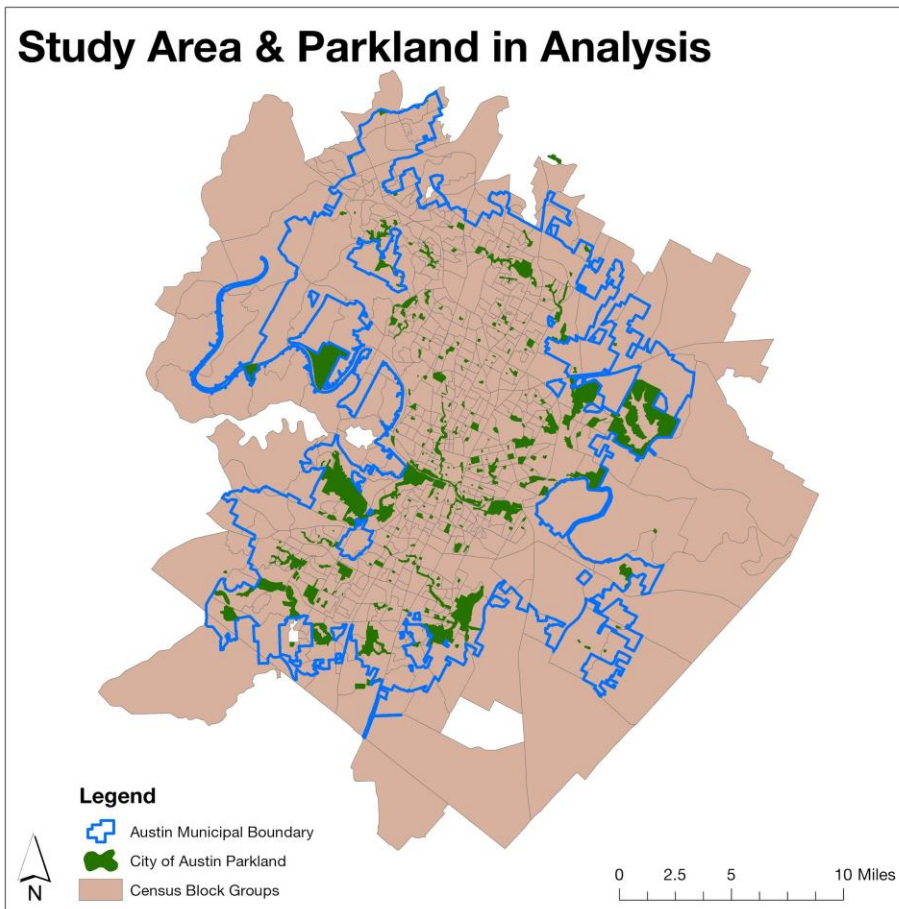 Study Area & Parkland in Analysis
Legend
Austin Municipal Boundary
City of Austin Parkland
Census Block Groups
N
0 2.5 5 10 Miles